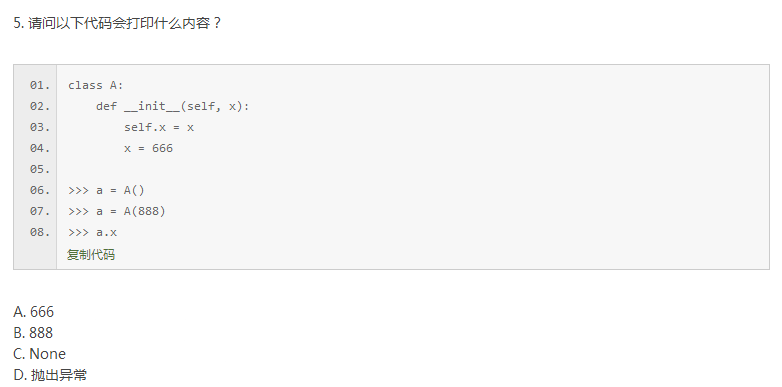 5. 请问以下代码会打印什么内容？
01. class A:
02.     def __init__(self, x):
03.         self.x = x
04.         x = 666
05.
06. >>> a = A()
07. >>> a = A(888)
08. >>> a.x
复制代码
A. 666
B. 888
C. None
D. 抛出异常